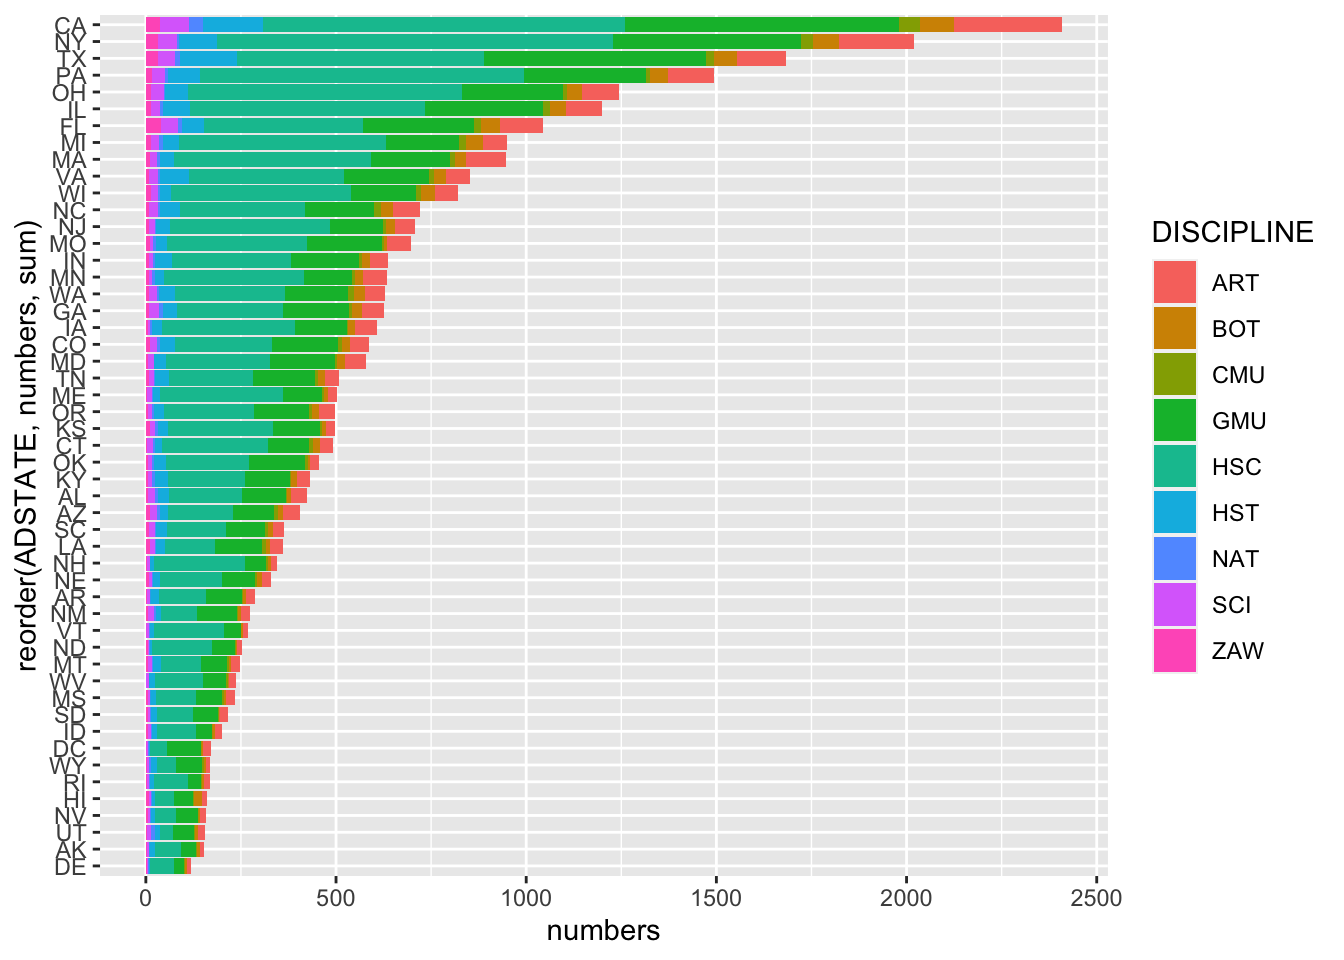 CA
NY
TX
PA
OH
IL
FL
MI
MA
VA
WI
NC
NJ
MO
IN
MN
WA
GA
IA
CO
MD
TN
ME
OR
KS
CT
OK
KY
AL
AZ
SC
LA
NH
NE
AR
NM
VT
ND
MT
WV
MS
SD
ID
DC
WY
RI
HI
NV
UT
AK
DE
reorder(ADSTATE, numbers, sum)
0 500 1000 1500 2000 2500
numbers
DISCIPLINE
ART
BOT
CMU
GMU
HSC
HST
NAT
SCI
ZAW